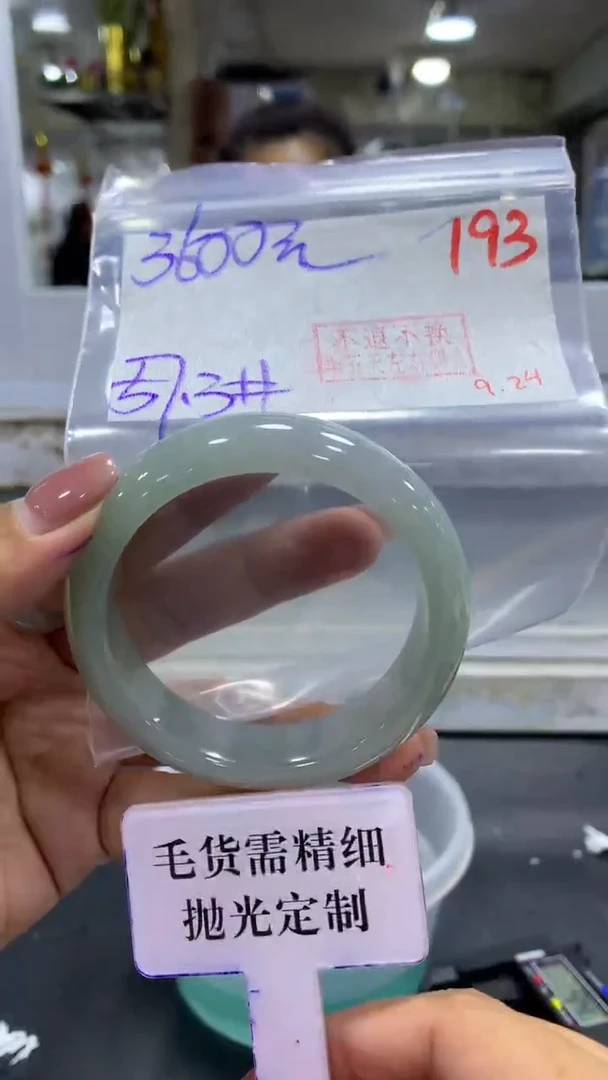 3600元
193
不退不换
57.3#
9.24
毛货需精细
抛光定制